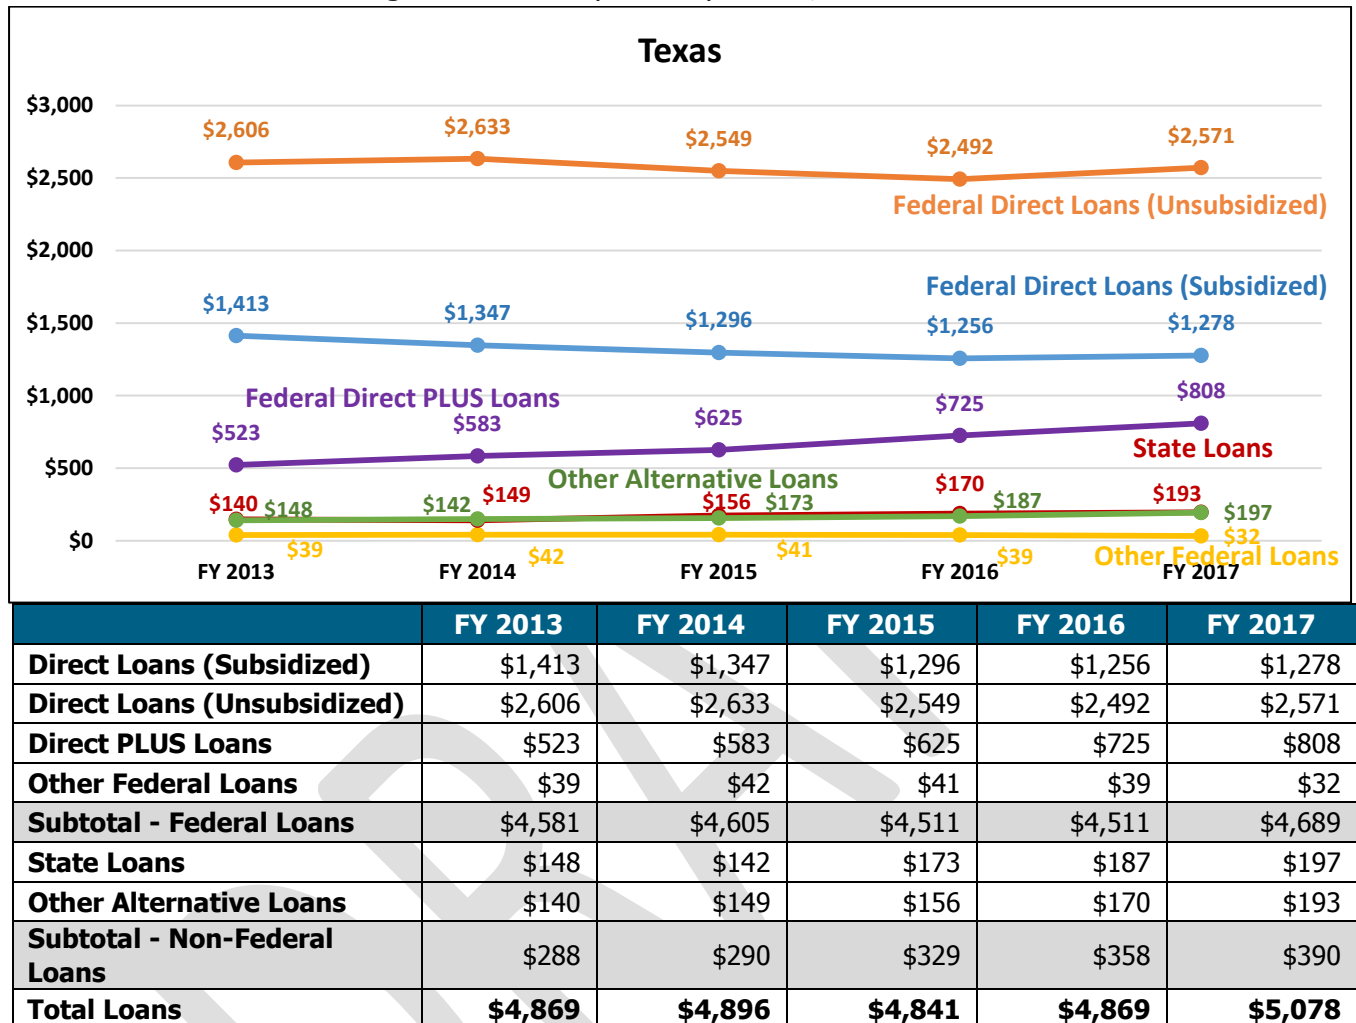 Texas
$3,000
$2,606
$2,633
$2,549
$2,492
$2,571
$2,500
Federal Direct Loans (Unsubsidized)
$2,000
Federal Direct Loans (Subsidized)
$1,413
$1,347
$1,296
$1,256
$1,278
$1,500
$1,000
Federal Direct PLUS Loans
$523
$583
$625
$725
$808
State Loans
$500
Other Alternative Loans
$140
$148
$142
$149
$156
$173
$170
$187
$193
$197
$0
$39
$42
$41
$39
$32
Other Federal Loans
FY 2013
FY 2014
FY 2015
FY 2016
FY 2017
FY 2013 FY 2014 FY 2015 FY 2016 FY 2017
Direct Loans (Subsidized) $1,413 $1,347 $1,296 $1,256 $1,278
Direct Loans (Unsubsidized) $2,606 $2,633 $2,549 $2,492 $2,571
Direct PLUS Loans $523 $583 $625 $725 $808
Other Federal Loans $39 $42 $41 $39 $32
Subtotal - Federal Loans $4,581 $4,605 $4,511 $4,511 $4,689
State Loans $148 $142 $173 $187 $197
Other Alternative Loans $140 $149 $156 $170 $193
Subtotal - Non-Federal
Loans $288 $290 $329 $358 $390
Total Loans $4,869 $4,896 $4,841 $4,869 $5,078